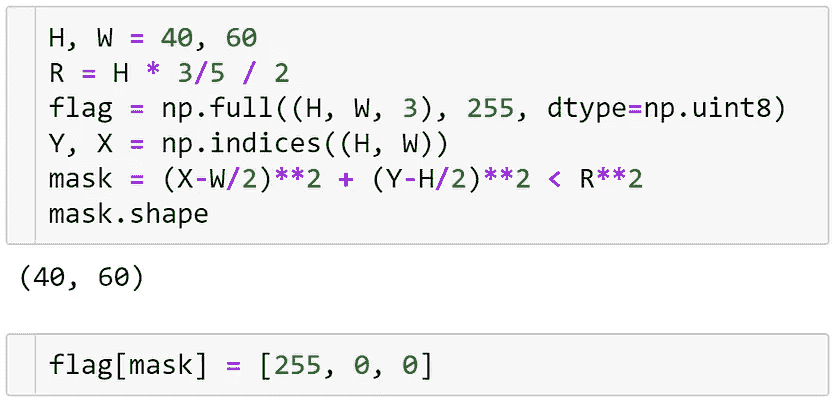 H, W = 40, 60
R = H * 3/5 / 2
flag = np.full((H, W, 3), 255, dtype=np.uint8)
Y, X = np.indices((H, W))
mask = (X-W/2)**2 + (Y-H/2)**2 < R**2
mask.shape
(40, 60)
flag[mask] = [255, 0, 0]